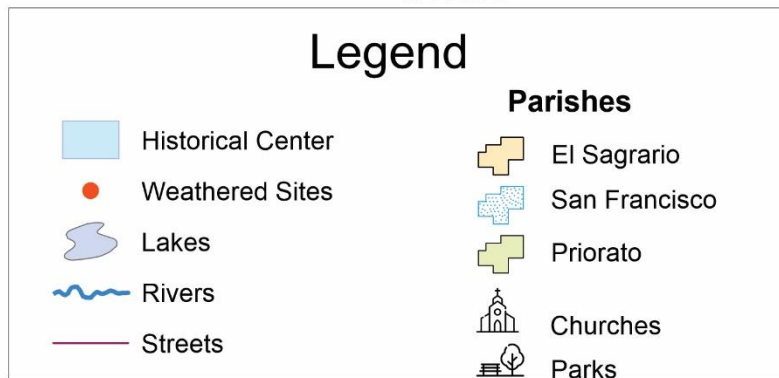 Legend
Historical Center
Weathered Sites
Lakes
Rivers
Streets
Parishes
El Sagrario
San Francisco
Priorato
Churches
Parks